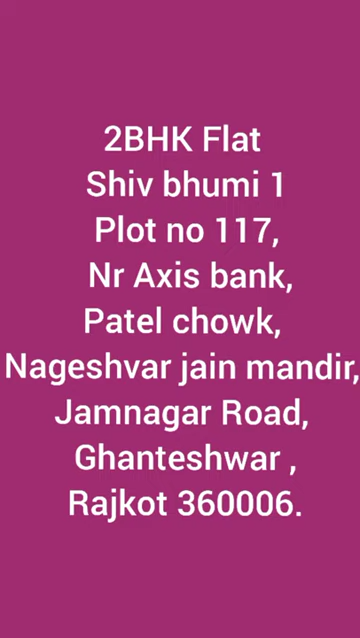 2BHK Flat
Shiv bhumi 1
Plot no 117,
Nr Axis bank,
Patel chowk,
Nageshvar jain mandir,
Jamnagar Road,
Ghanteshwar ,
Rajkot 360006.